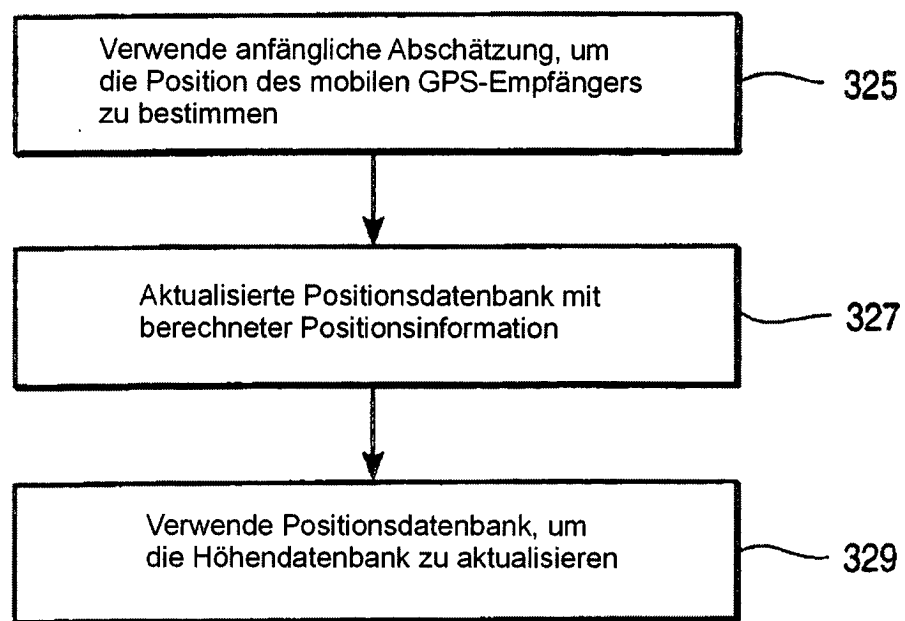 Verwende anfängliche Abschätzung, um
die Position des mobilen GPS-Empfängers
zu bestimmen
325
Aktualisierte Positionsdatenbank mit
berechneter Positionsinformation
327
Verwende Positionsdatenbank, um
die Höhendatenbank zu aktualisieren
329